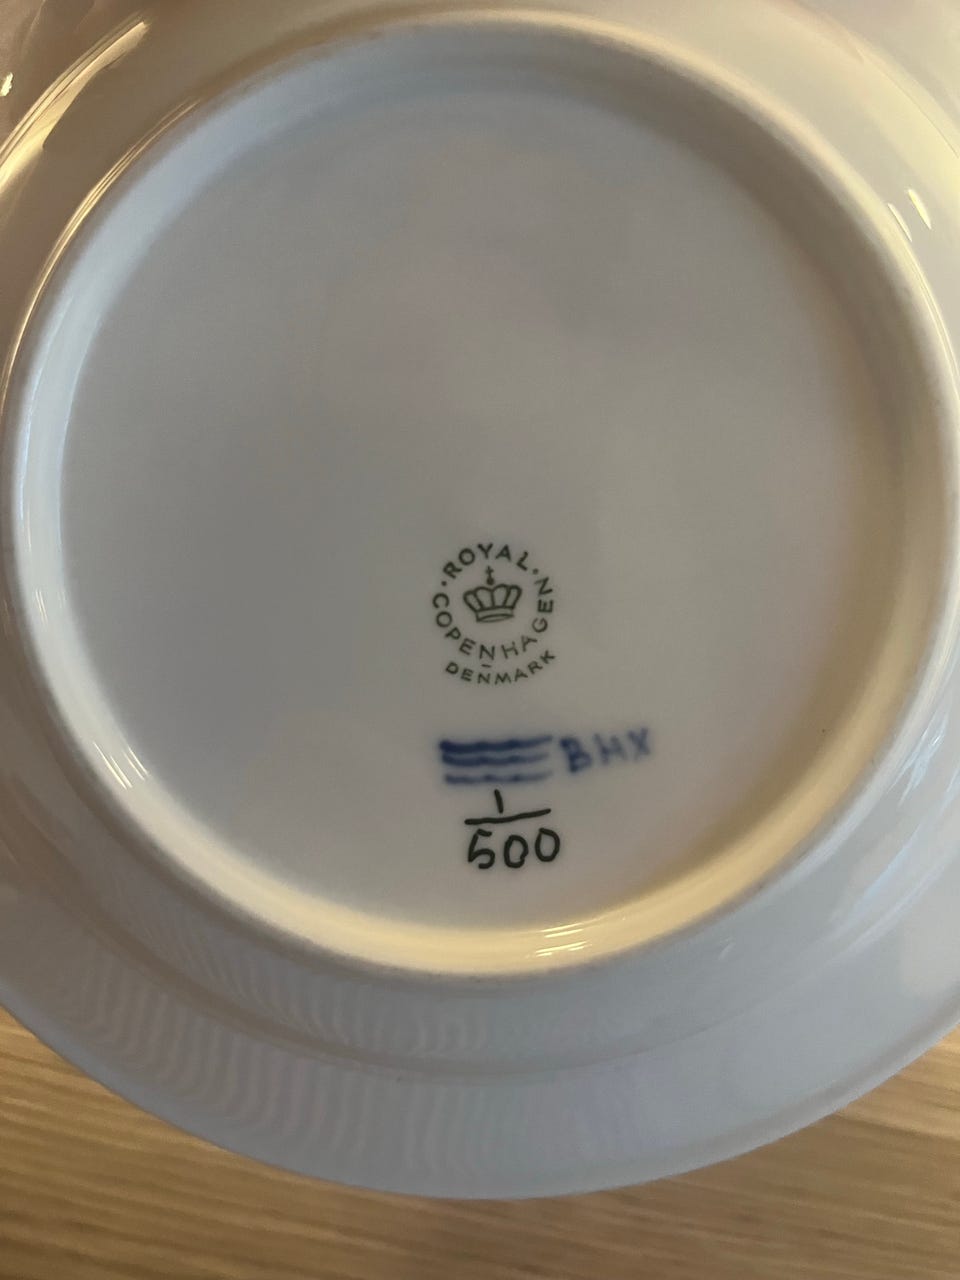 ROYAL
COPENHAGEN
DENMARK
BHX
1
500